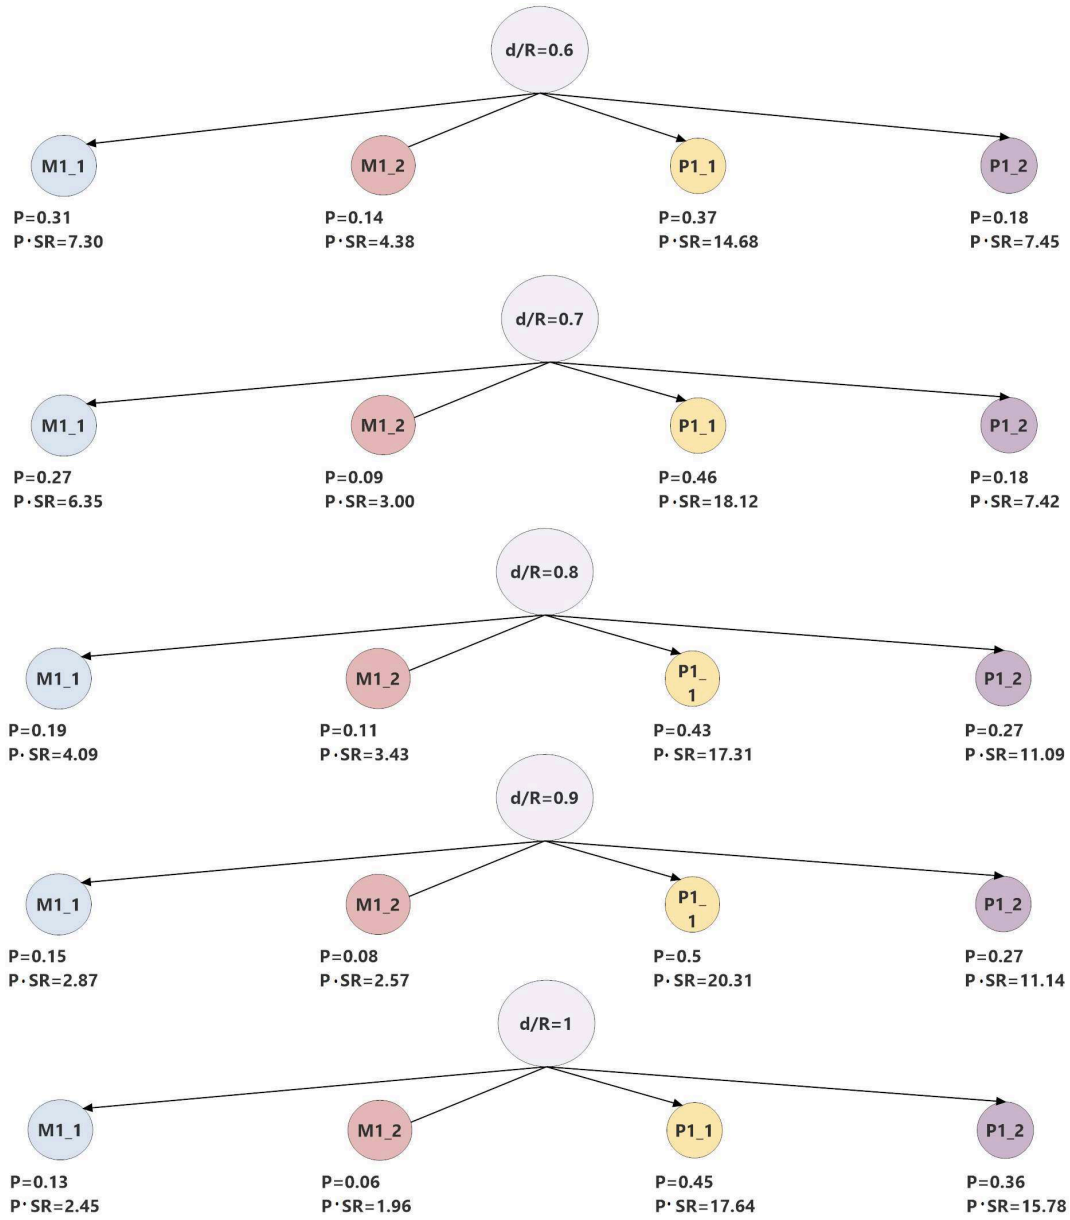 d/R=0.6
M1_1
M1_2
P1_1
P1_2
P=0.31
P·SR=7.30
P=0.14
P·SR=4.38
P=0.37
P·SR=14.68
P=0.18
P·SR=7.45
d/R=0.7
M1_1
M1_2
P1_1
P1_2
P=0.27
P·SR=6.35
P=0.09
P·SR=3.00
P=0.46
P·SR=18.12
P=0.18
P·SR=7.42
d/R=0.8
M1_1
M1_2
P1_
1
P1_2
P=0.19
P·SR=4.09
P=0.11
P·SR=3.43
P=0.43
P·SR=17.31
P=0.27
P·SR=11.09
d/R=0.9
M1_1
M1_2
P1_
1
P1_2
P=0.15
P·SR=2.87
P=0.08
P·SR=2.57
P=0.5
P·SR=20.31
P=0.27
P·SR=11.14
d/R=1
M1_1
M1_2
P1_1
P1_2
P=0.13
P·SR=2.45
P=0.06
P·SR=1.96
P=0.45
P·SR=17.64
P=0.36
P·SR=15.78